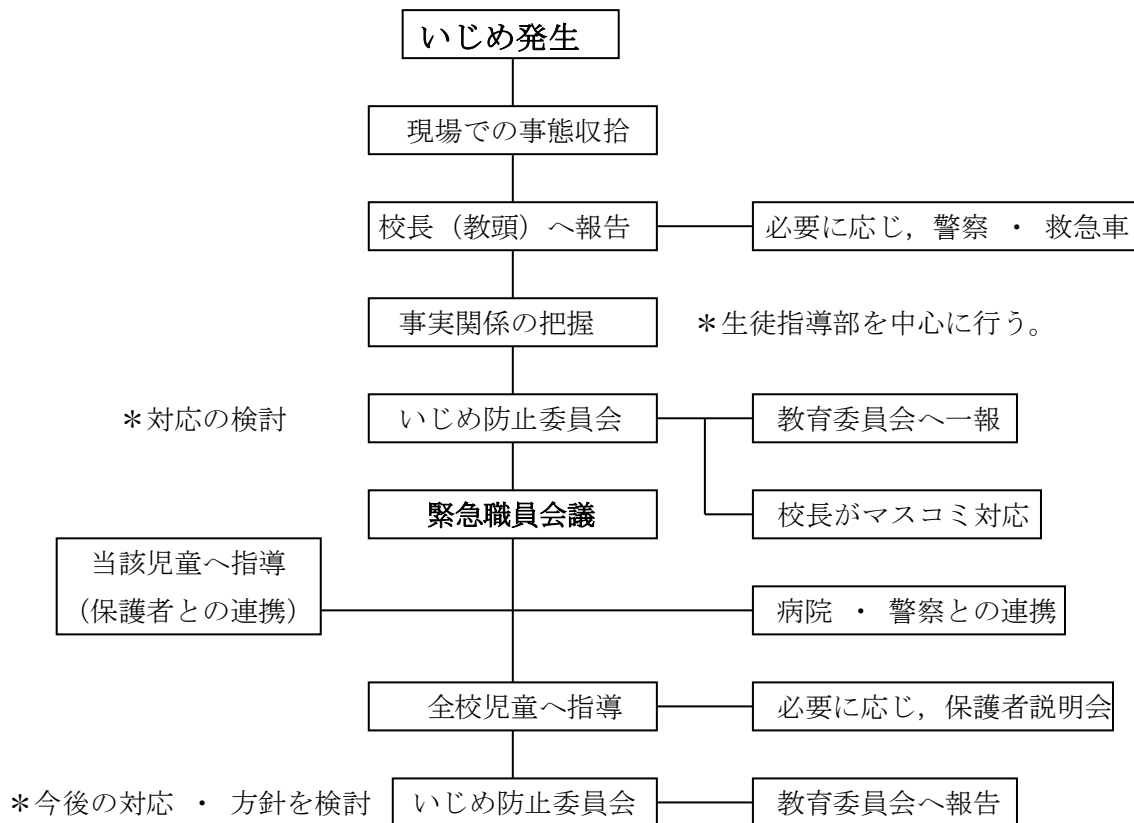 いじめ発生
現場での事態収拾
校長（教頭）へ報告
必要に応じ，警察 ・ 救急車
事実関係の把握
＊生徒指導部を中心に行う。
＊対応の検討
いじめ防止委員会
教育委員会へ一報
緊急職員会議
校長がマスコミ対応
当該児童へ指導
（保護者との連携）
病院 ・ 警察との連携
全校児童へ指導
必要に応じ，保護者説明会
＊今後の対応 ・ 方針を検討
いじめ防止委員会
教育委員会へ報告